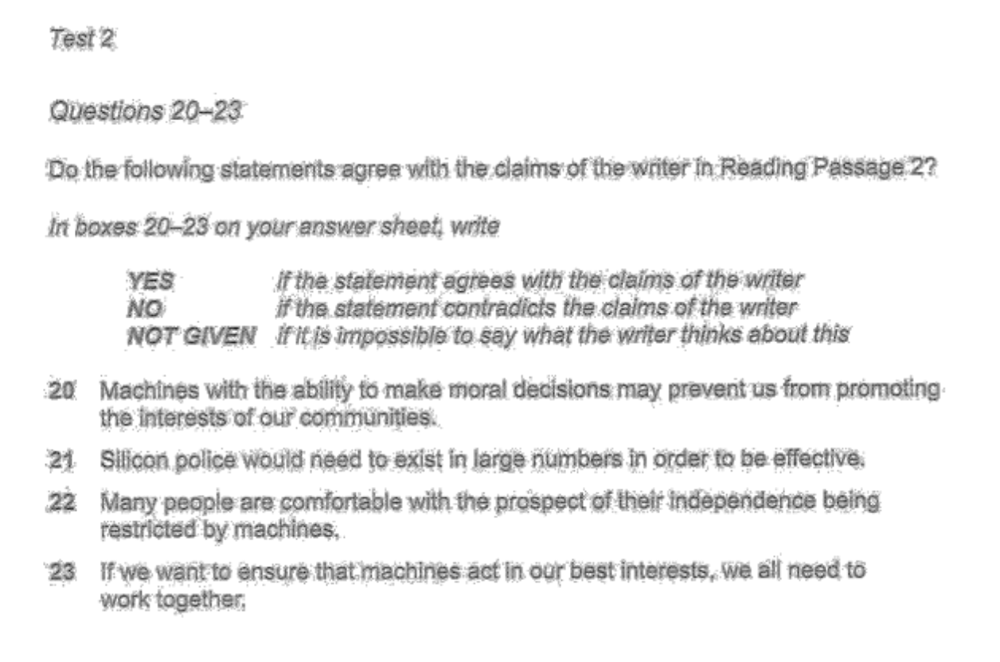 Test 2
Questions 20–23
Do the following statements agree with the claims of the writer in Reading Passage 2?
In boxes 20–23 on your answer sheet, write
YES if the statement agrees with the claims of the writer
NO if the statement contradicts the claims of the writer
NOT GIVEN if it is impossible to say what the writer thinks about this
20 Machines with the ability to make moral decisions may prevent us from promoting
the interests of our communities.
21 Silicon police would need to exist in large numbers in order to be effective.
22 Many people are comfortable with the prospect of their independence being
restricted by machines.
23 If we want to ensure that machines act in our best interests, we all need to
work together.